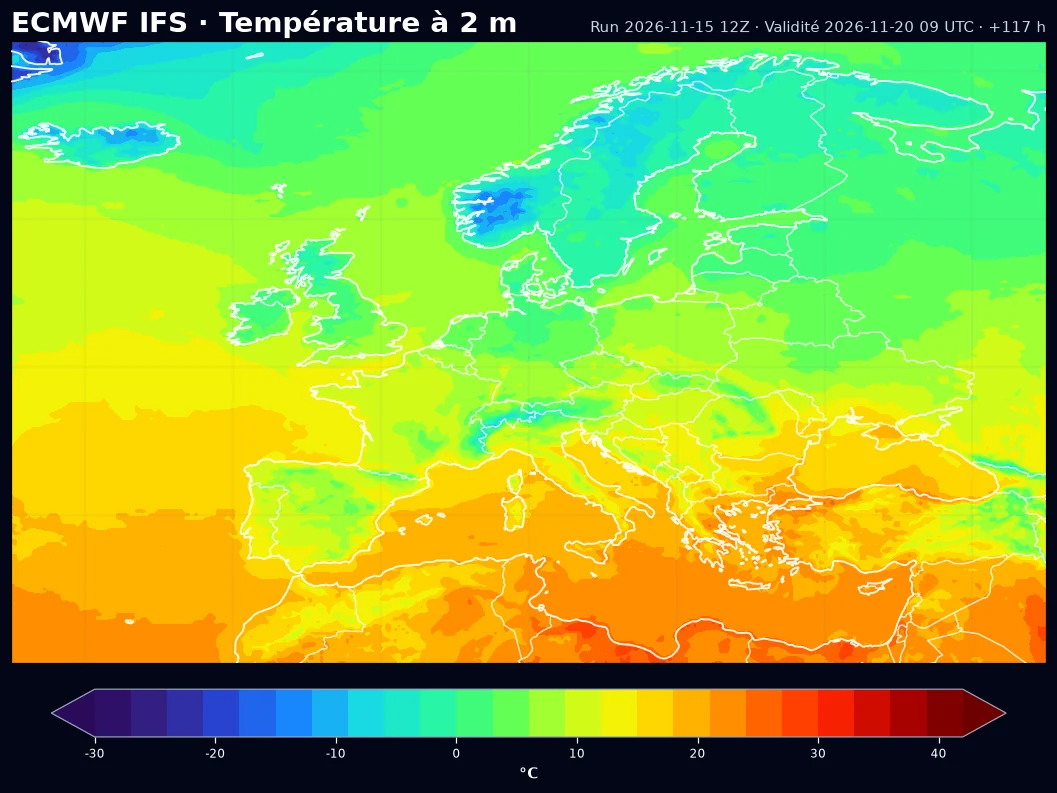 ECMWF IFS · Température à 2 m
Run 2026-11-15 12Z · Validité 2026-11-20 09 UTC · +117 h
-30 -20 -10 0 10 20 30 40
°C